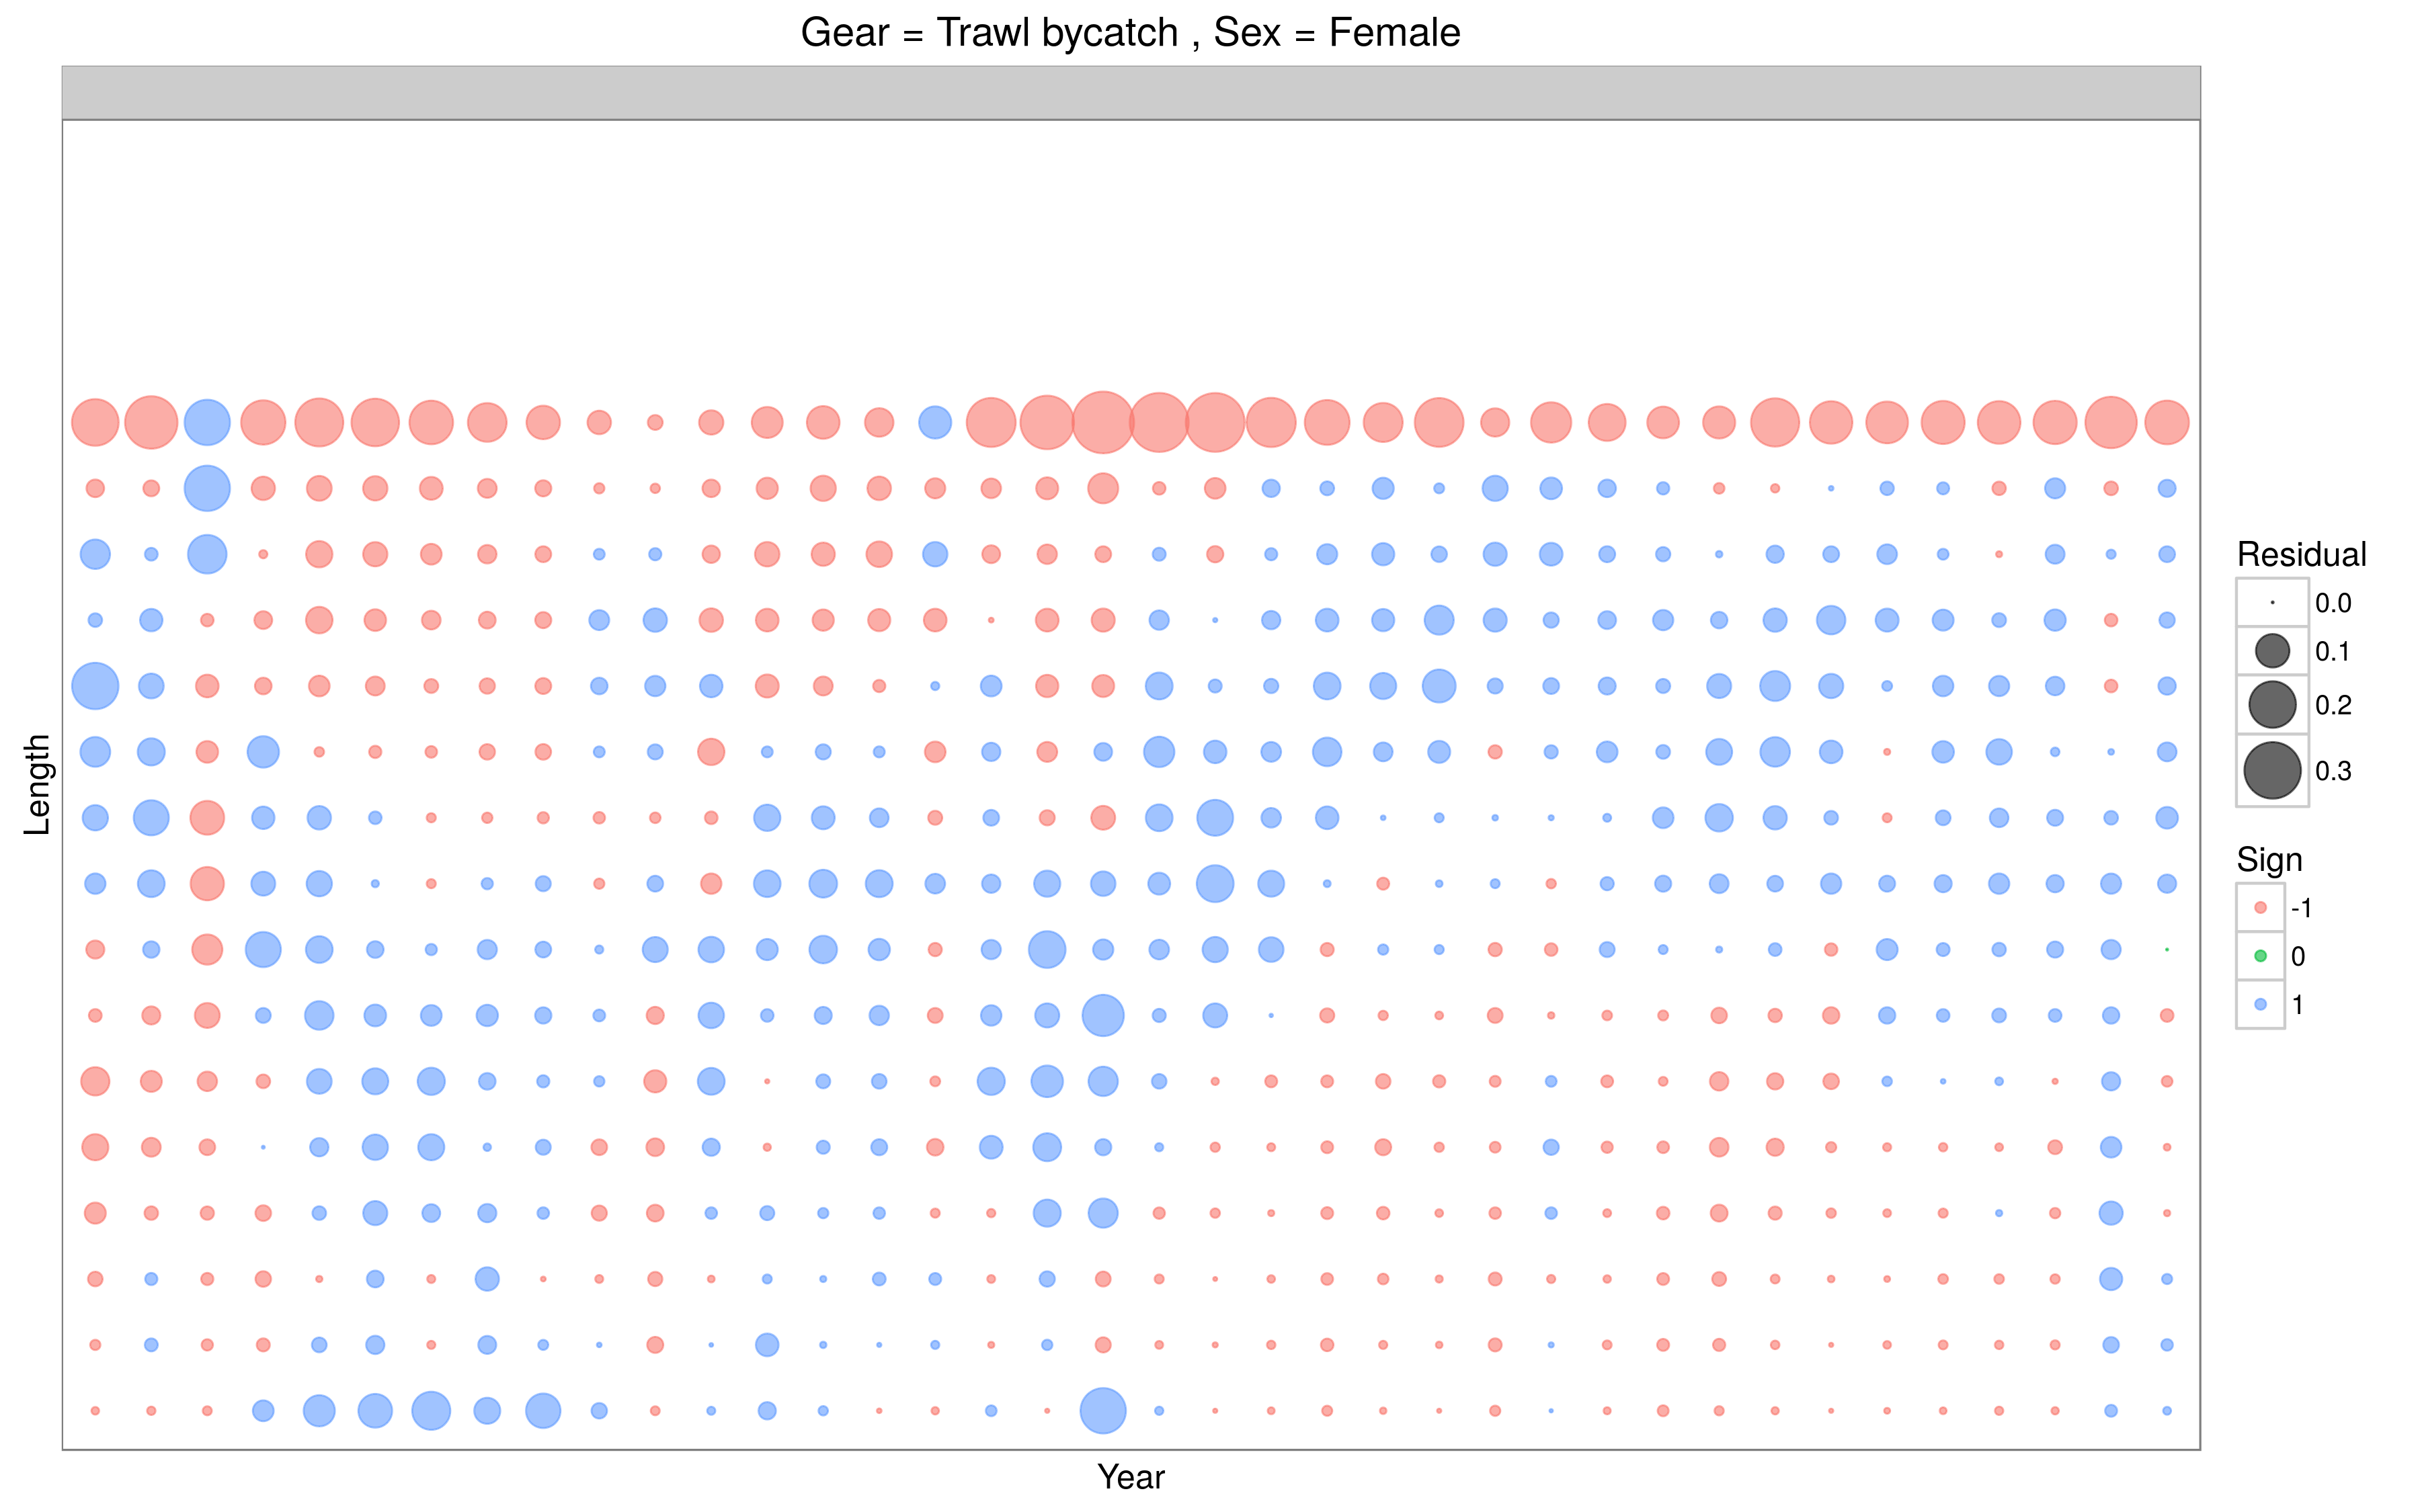 Gear = Trawl bycatch , Sex = Female
Length
Year
Residual
0.0
0.1
0.2
0.3
Sign
-1
0
1